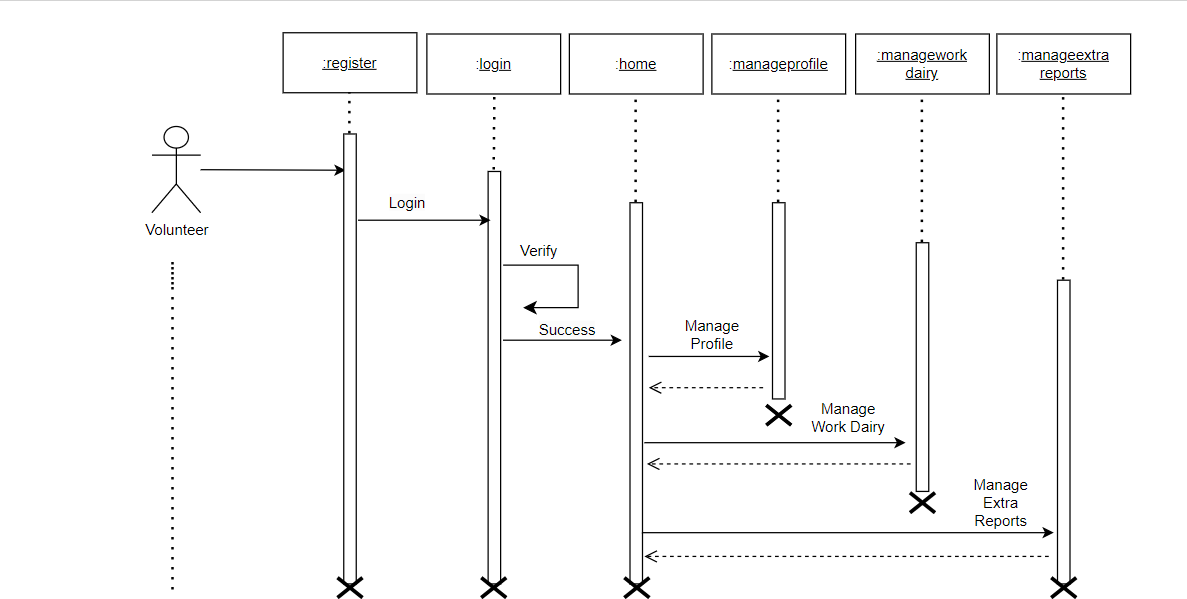 :register
:login
:home
:manageprofile
:managework
dairy
:manageextra
reports
Volunteer
Login
Verify
Success
Manage
Profile
Manage
Work Dairy
Manage
Extra
Reports